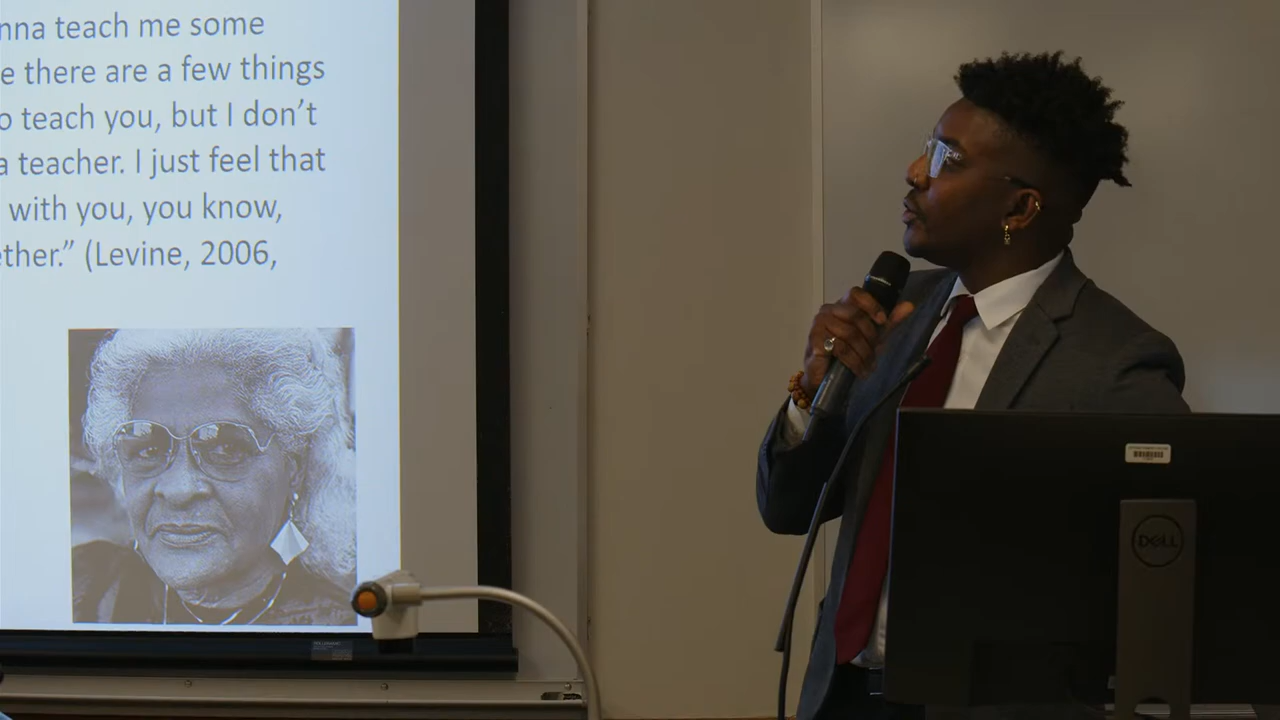 nna teach me some
e there are a few things
o teach you, but I don't
a teacher. I just feel that
with you, you know,
ether." (Levine, 2006,
DELL